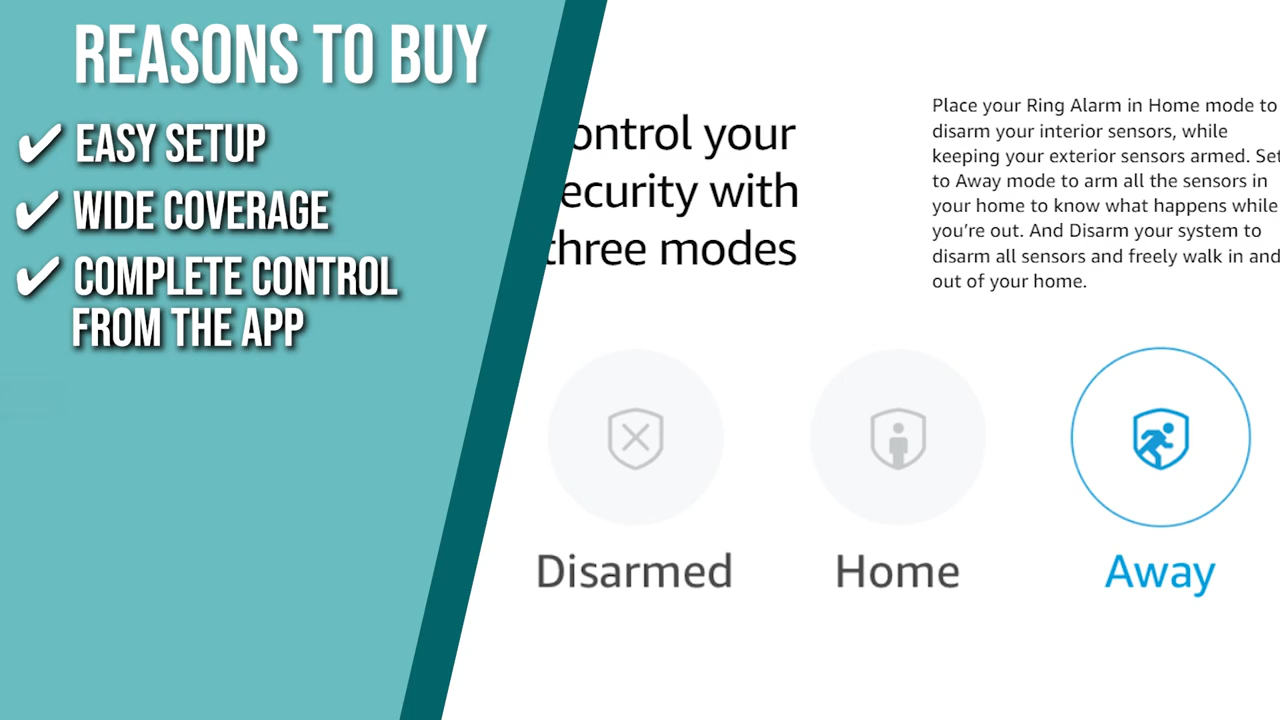 REASONS TO BUY
✔ EASY SETUP
✔ WIDE COVERAGE
✔ COMPLETE CONTROL
FROM THE APP
ontrol your
ecurity with
three modes
Place your Ring Alarm in Home mode to
disarm your interior sensors, while
keeping your exterior sensors armed. Set
to Away mode to arm all the sensors in
your home to know what happens while
you're out. And Disarm your system to
disarm all sensors and freely walk in and
out of your home.
Disarmed
Home
Away